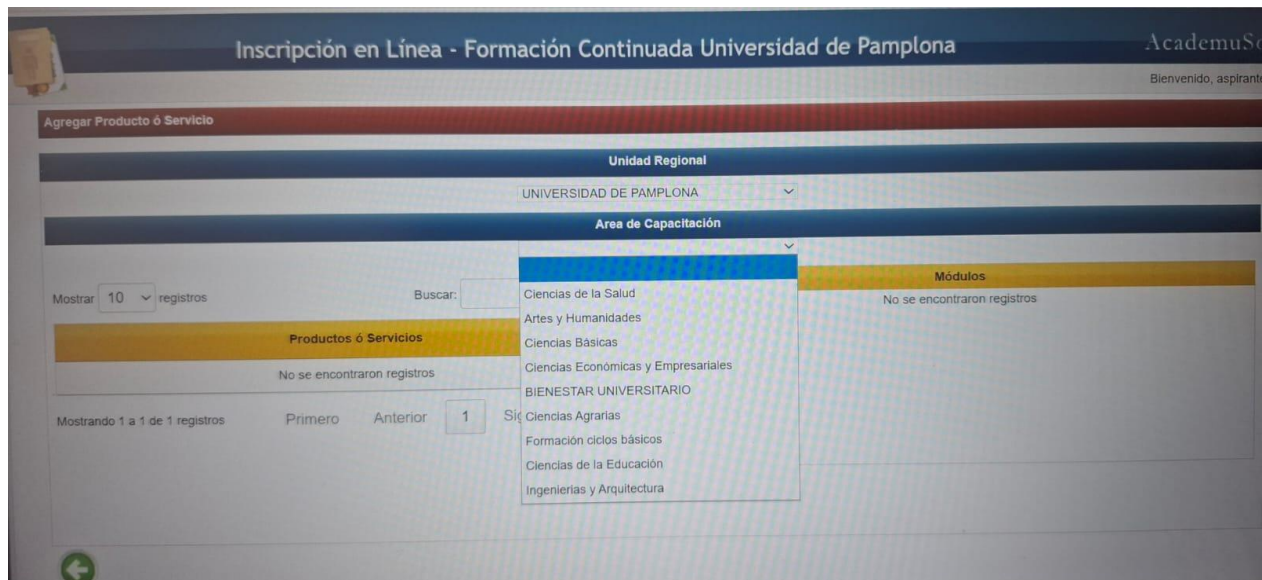 Inscripción en Línea - Formación Continuada Universidad de Pamplona
Bienvenido, aspirante
Agregar Producto ó Servicio
Unidad Regional
UNIVERSIDAD DE PAMPLONA
Area de Capacitación
Mostrar 10 registros
Buscar:
Productos ó Servicios
No se encontraron registros
Mostrando 1 a 1 de 1 registros
Primero Anterior 1
Ciencias de la Salud
Artes y Humanidades
Ciencias Básicas
Ciencias Económicas y Empresariales
BIENESTAR UNIVERSITARIO
Ciencias Agrarias
Formación ciclos básicos
Ciencias de la Educación
Ingenierias y Arquitectura
Módulos
No se encontraron registros